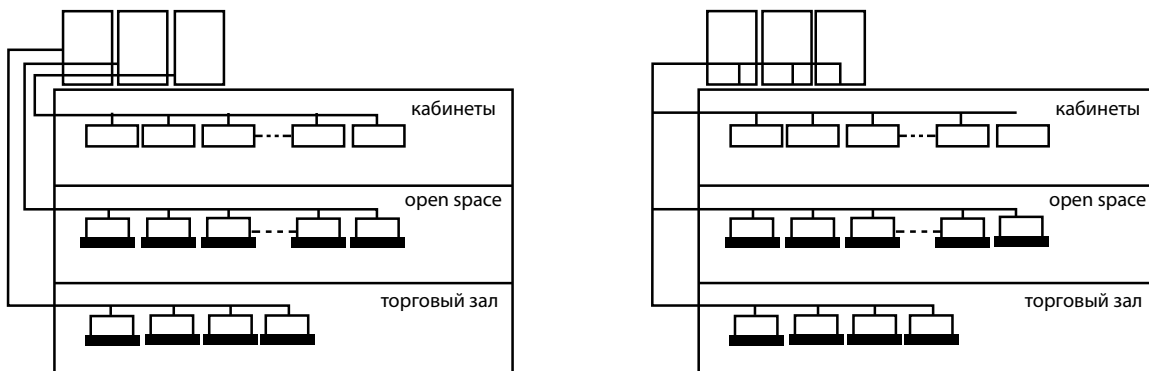 кабинеты
open space
торговый зал
кабинеты
open space
торговый зал